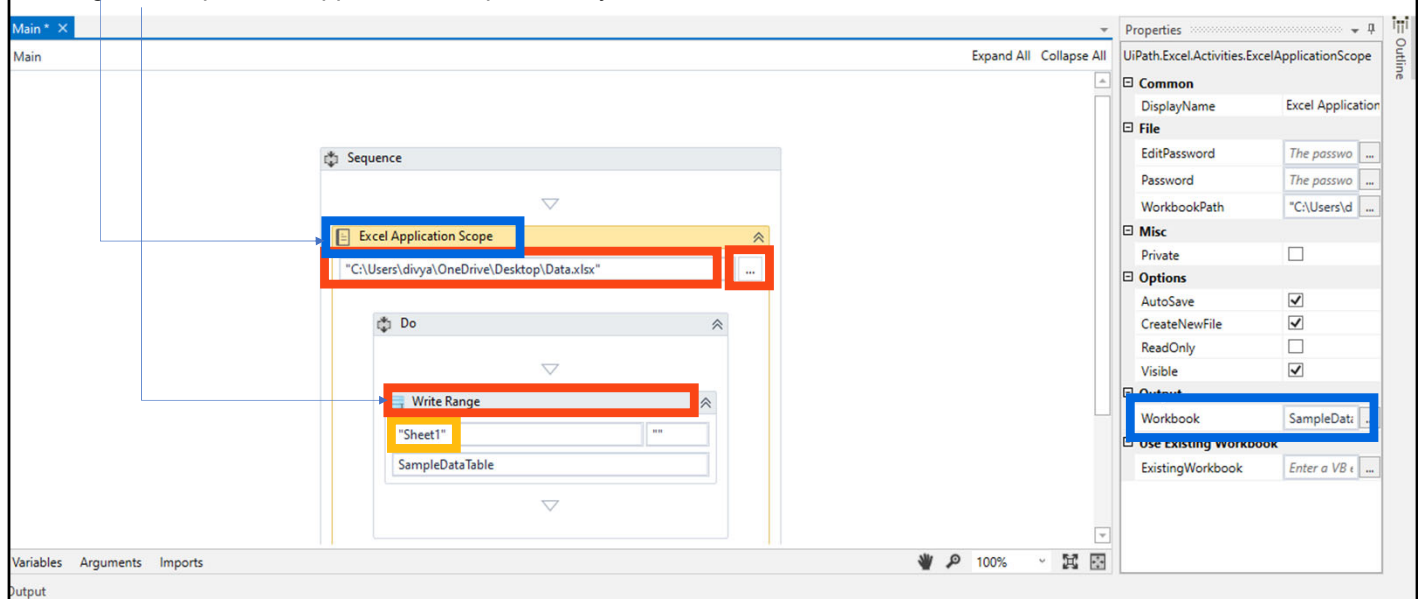 Main* ×
Main
Expand All Collapse All
Sequence
Excel Application Scope
"C:\Users\divya\OneDrive\Desktop\Data.xlsx"
...
Do
Write Range
"Sheet1"
""
SampleDataTable
Variables Arguments Imports
100%
Output
Properties
UiPath.Excel.Activities.ExcelApplicationScope
Common
DisplayName Excel Application
File
EditPassword The passwo ...
Password The passwo ...
WorkbookPath "C:\Users\d ...
Misc
Private
Options
AutoSave
CreateNewFile
ReadOnly
Visible
Output
Workbook SampleData
Use Existing Workbook
ExistingWorkbook Enter a VB e ...
Outline